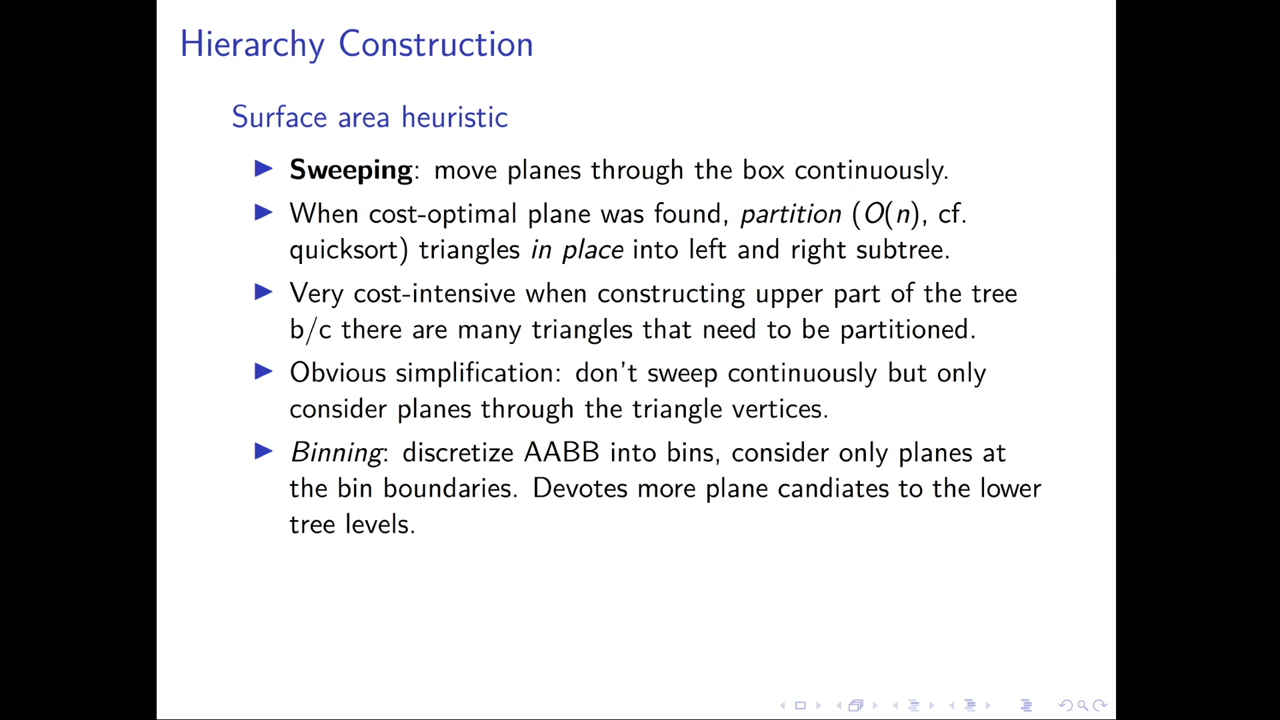 Hierarchy Construction
Surface area heuristic
Sweeping: move planes through the box continuously.
When cost-optimal plane was found, partition (O(n), cf.
quicksort) triangles in place into left and right subtree.
Very cost-intensive when constructing upper part of the tree
b/c there are many triangles that need to be partitioned.
Obvious simplification: don't sweep continuously but only
consider planes through the triangle vertices.
Binning: discretize AABB into bins, consider only planes at
the bin boundaries. Devotes more plane candiates to the lower
tree levels.